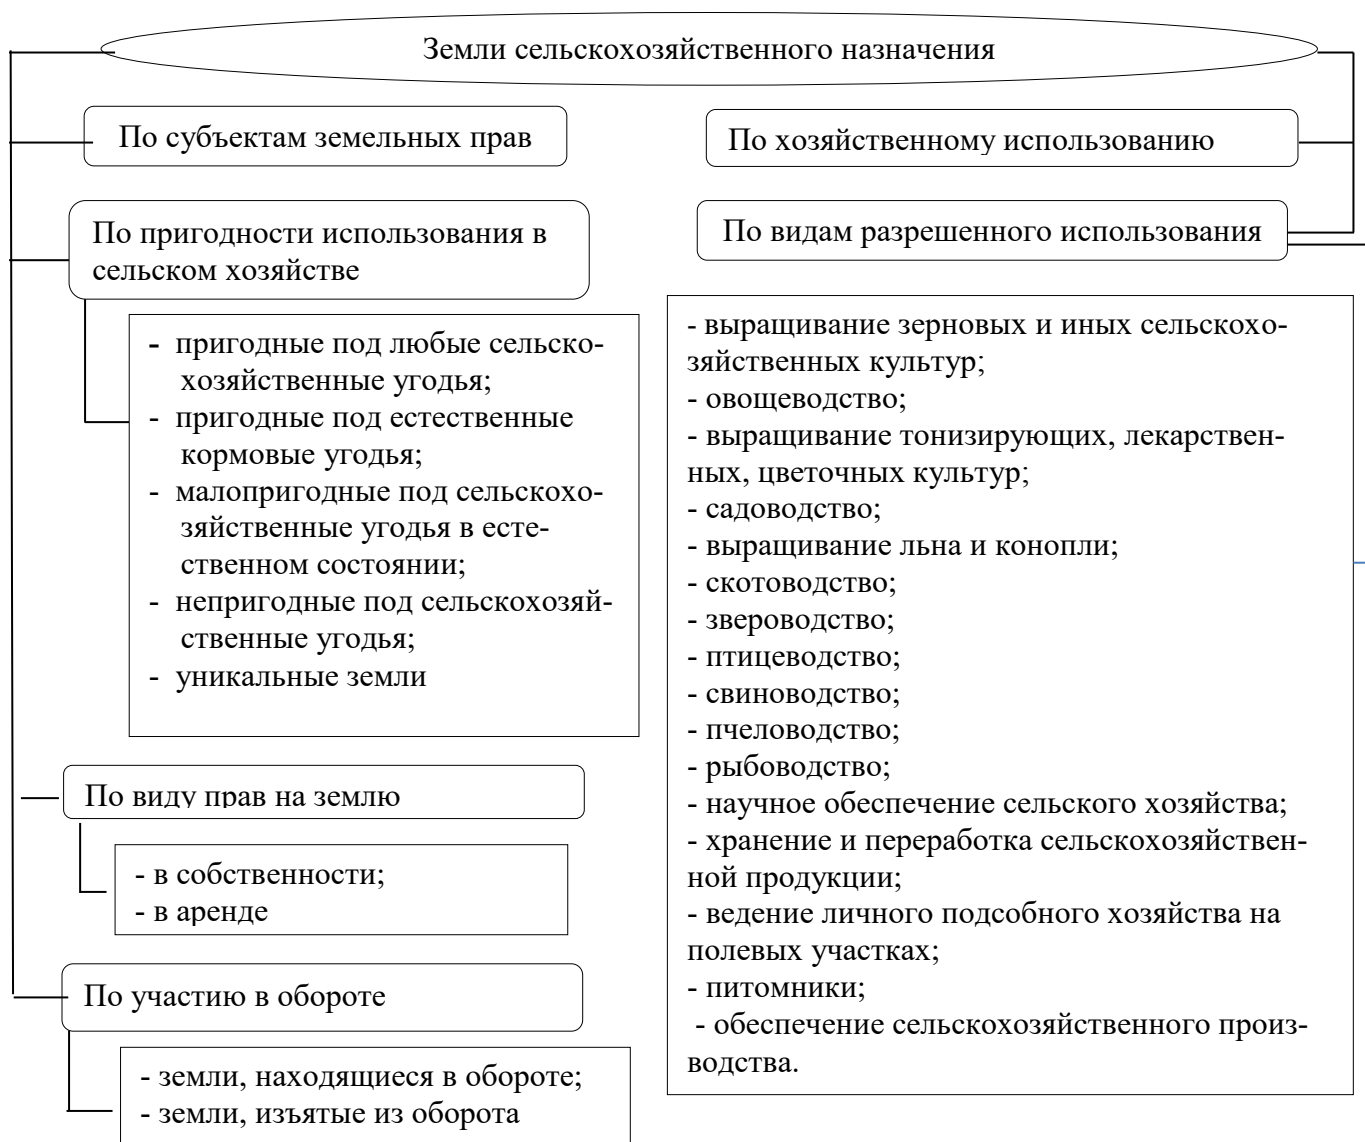 Земли сельскохозяйственного назначения
По субъектам земельных прав
По хозяйственному использованию
По пригодности использования в
сельском хозяйстве
По видам разрешенного использования
- пригодные под любые сельско-
хозяйственные угодья;
- пригодные под естественные
кормовые угодья;
- малопригодные под сельскохо-
зяйственные угодья в есте-
ственном состоянии;
- непригодные под сельскохозяй-
ственные угодья;
- уникальные земли
По виду прав на землю
- в собственности;
- в аренде
По участию в обороте
- земли, находящиеся в обороте;
- земли, изъятые из оборота
- выращивание зерновых и иных сельскохо-
зяйственных культур;
- овощеводство;
- выращивание тонизирующих, лекарствен-
ных, цветочных культур;
- садоводство;
- выращивание льна и конопли;
- скотоводство;
- звероводство;
- птицеводство;
- свиноводство;
- пчеловодство;
- рыбоводство;
- научное обеспечение сельского хозяйства;
- хранение и переработка сельскохозяйствен-
ной продукции;
- ведение личного подсобного хозяйства на
полевых участках;
- питомники;
- обеспечение сельскохозяйственного произ-
водства.